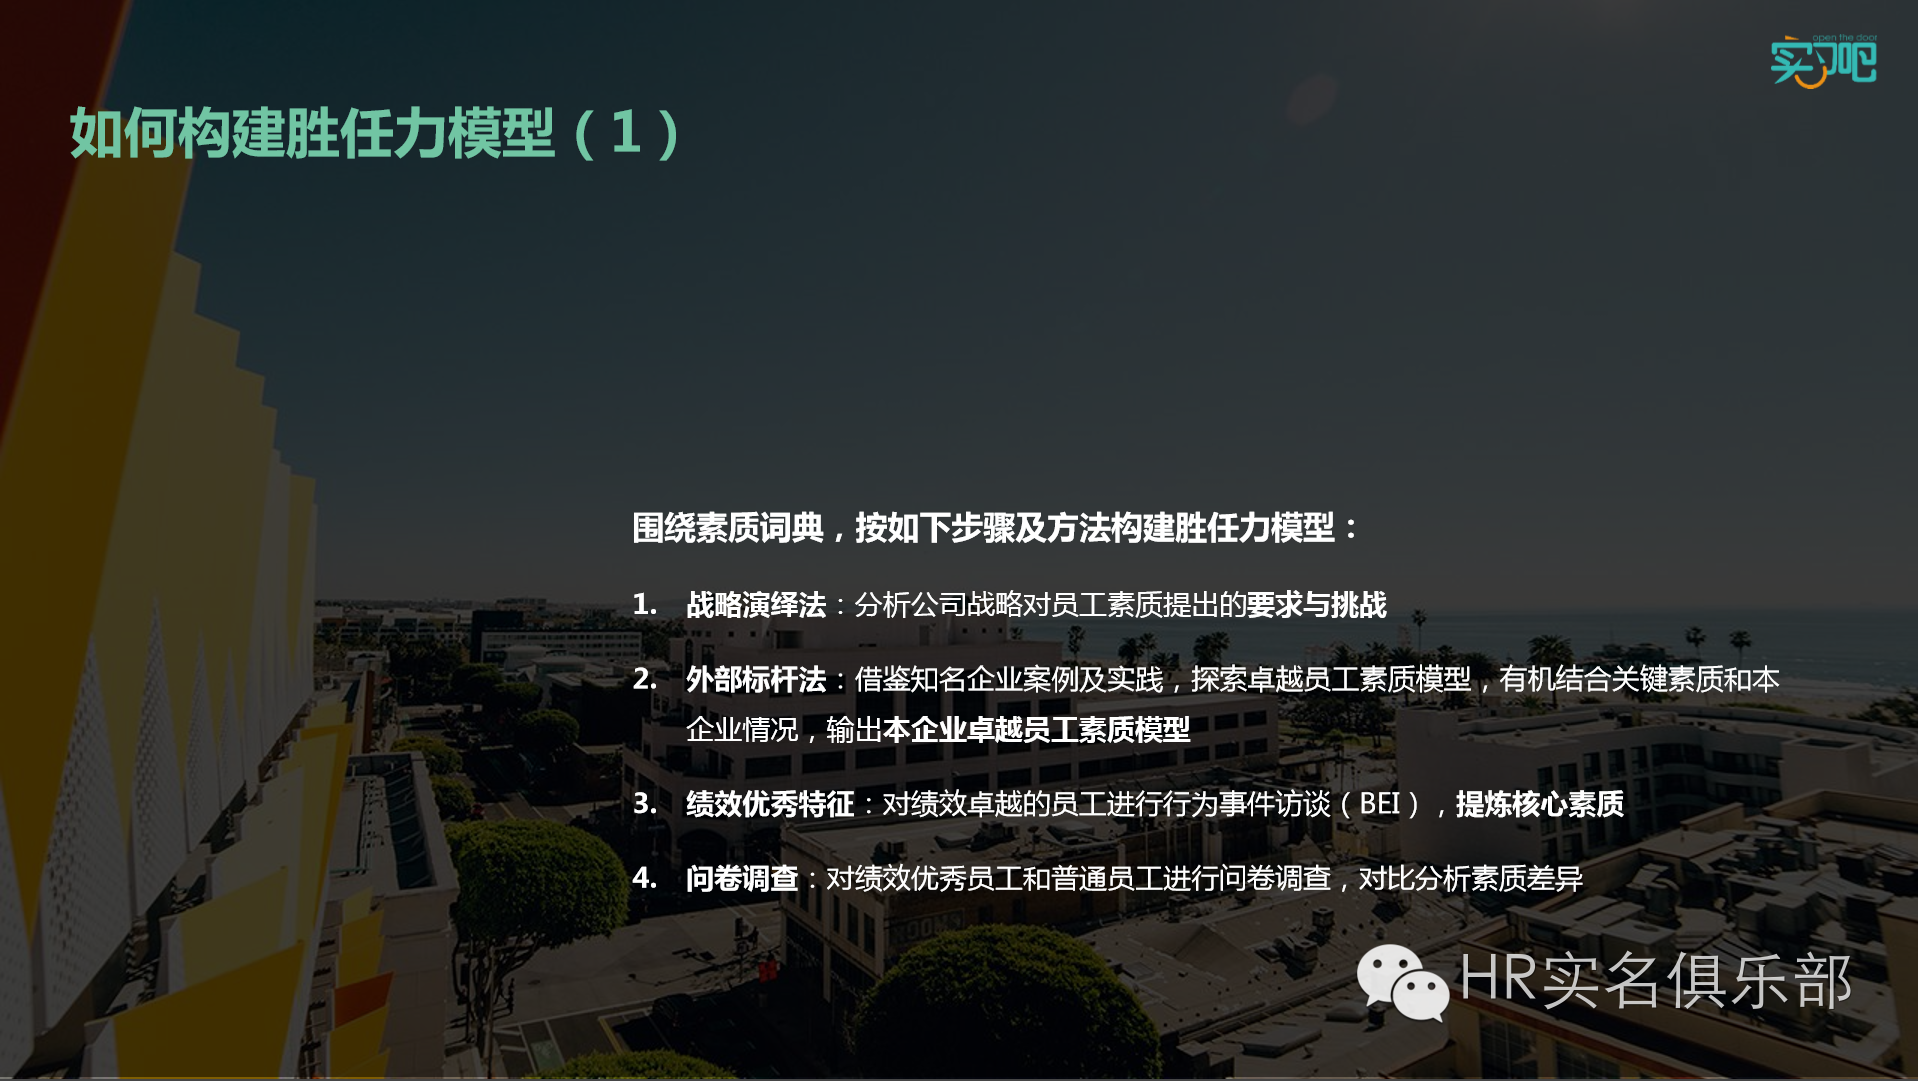 open the door
实习吧
如何构建胜任力模型（1）
围绕素质词典，按如下步骤及方法构建胜任力模型：
1. 战略演绎法：分析公司战略对员工素质提出的要求与挑战
2. 外部标杆法：借鉴知名企业案例及实践，探索卓越员工素质模型，有机结合关键素质和本
企业情况，输出本企业卓越员工素质模型
3. 绩效优秀特征：对绩效卓越的员工进行行为事件访谈（BEI），提炼核心素质
4. 问卷调查：对绩效优秀员工和普通员工进行问卷调查，对比分析素质差异
HR实名俱乐部